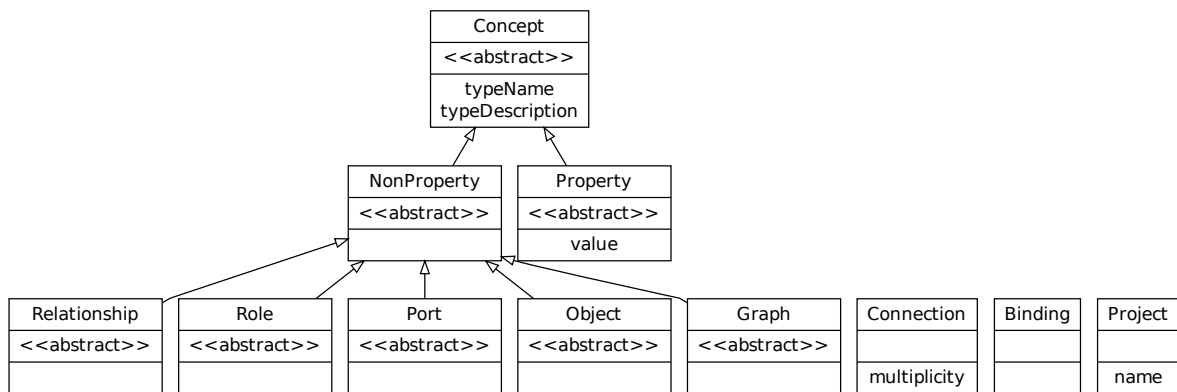 Concept
<<abstract>>
typeName
typeDescription
NonProperty
<<abstract>>
Property
<<abstract>>
value
Relationship
<<abstract>>
Role
<<abstract>>
Port
<<abstract>>
Object
<<abstract>>
Graph
<<abstract>>
Connection
multiplicity
Binding
Project
name